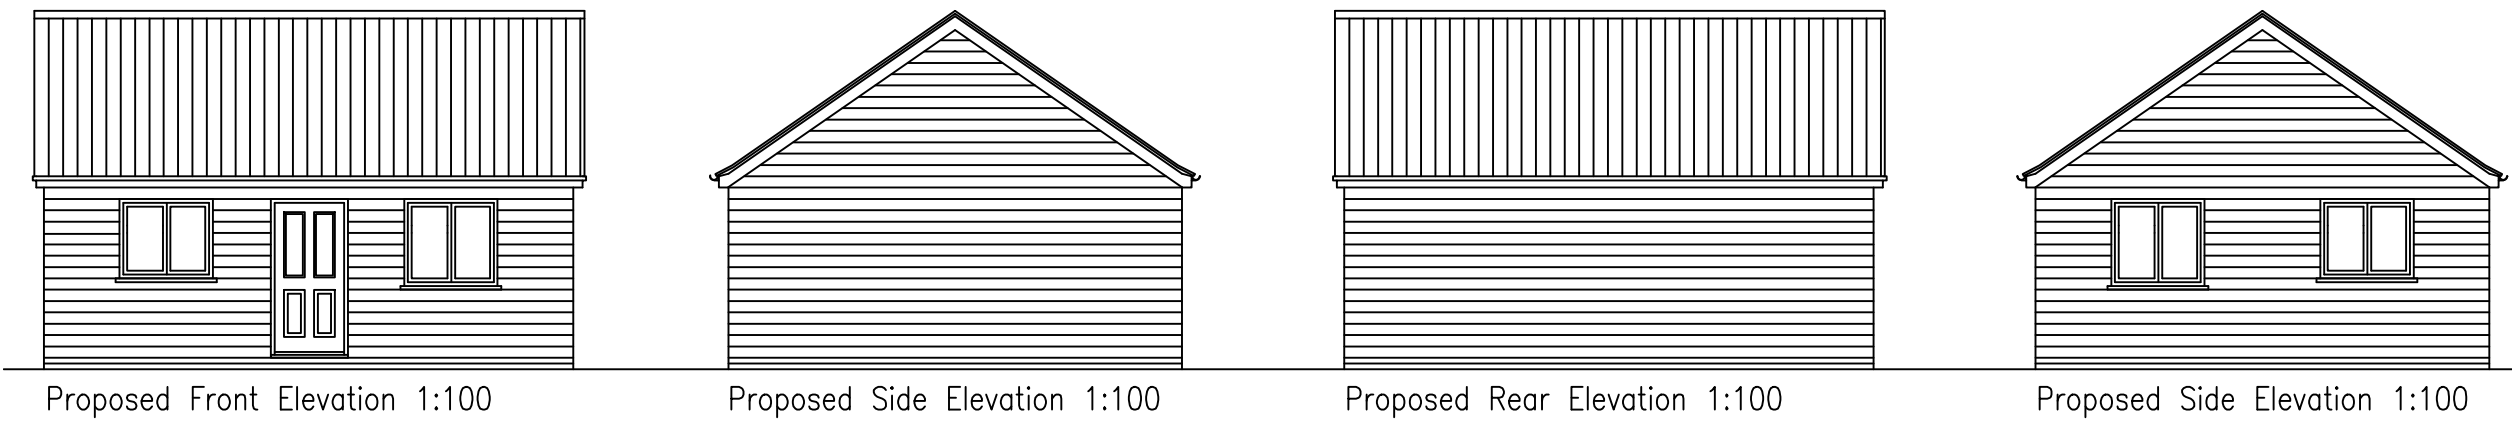 Proposed Front Elevation 1:100
Proposed Side Elevation 1:100
Proposed Rear Elevation 1:100
Proposed Side Elevation 1:100